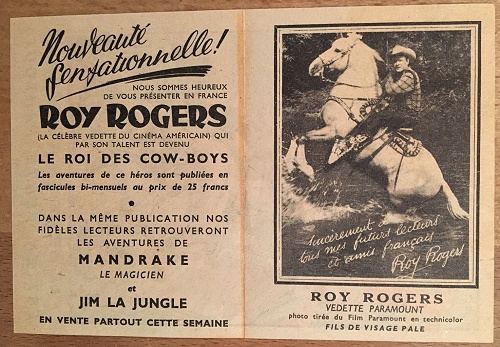 Nouveauté
Sensationnelle!
NOUS SOMMES HEUREUX
DE VOUS PRÉSENTER EN FRANCE
ROY ROGERS
(LA CÉLÈBRE VEDETTE DU CINÉMA AMÉRICAIN) QUI
PAR SON TALENT EST DEVENU
LE ROI DES COW-BOYS
Les aventures de ce héros sont publiées en
fascicules bi-mensuels au prix de 25 francs
DANS LA MÊME PUBLICATION NOS
FIDÈLES LECTEURS RETROUVERONT
LES AVENTURES DE
MANDRAKE
LE MAGICIEN
et
JIM LA JUNGLE
EN VENTE PARTOUT CETTE SEMAINE
sincèrement à
tous mes futurs lecteurs
et amis français
Roy Rogers
ROY ROGERS
VEDETTE PARAMOUNT
photo tirée du Film Paramount en technicolor
FILS DE VISAGE PALE